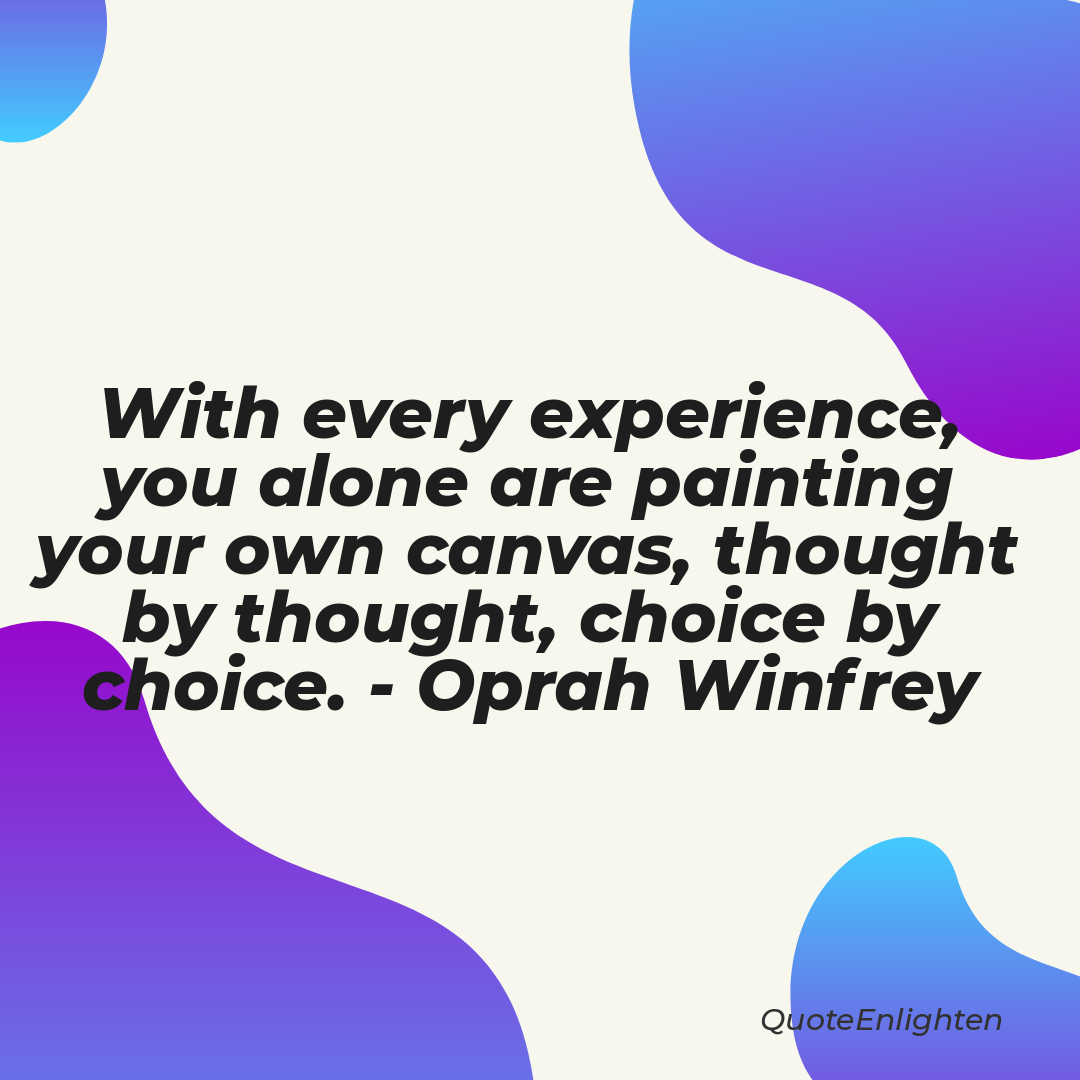 With every experience,
you alone are painting
your own canvas, thought
by thought, choice by
choice. - Oprah Winfrey
QuoteEnlighten